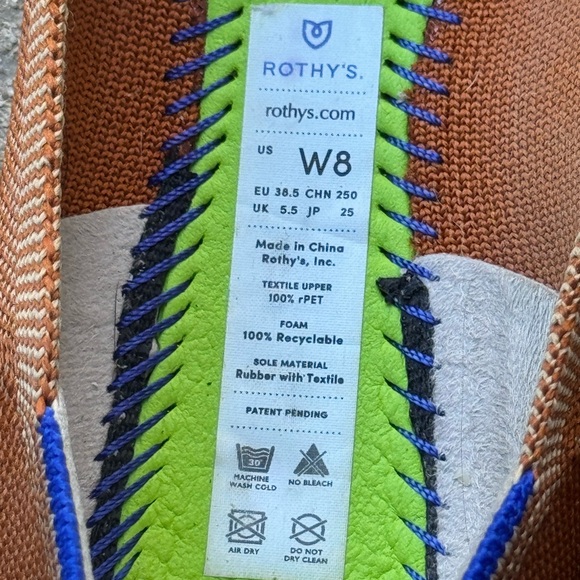 ROTHY'S.
rothys.com
US W8
EU 38.5 CHN 250
UK 5.5 JP 25
Made in China
Rothy's, Inc.
TEXTILE UPPER
100% rPET
FOAM
100% Recyclable
SOLE MATERIAL
Rubber with Textile
PATENT PENDING
30°
MACHINE WASH COLD
NO BLEACH
AIR DRY
DO NOT DRY CLEAN